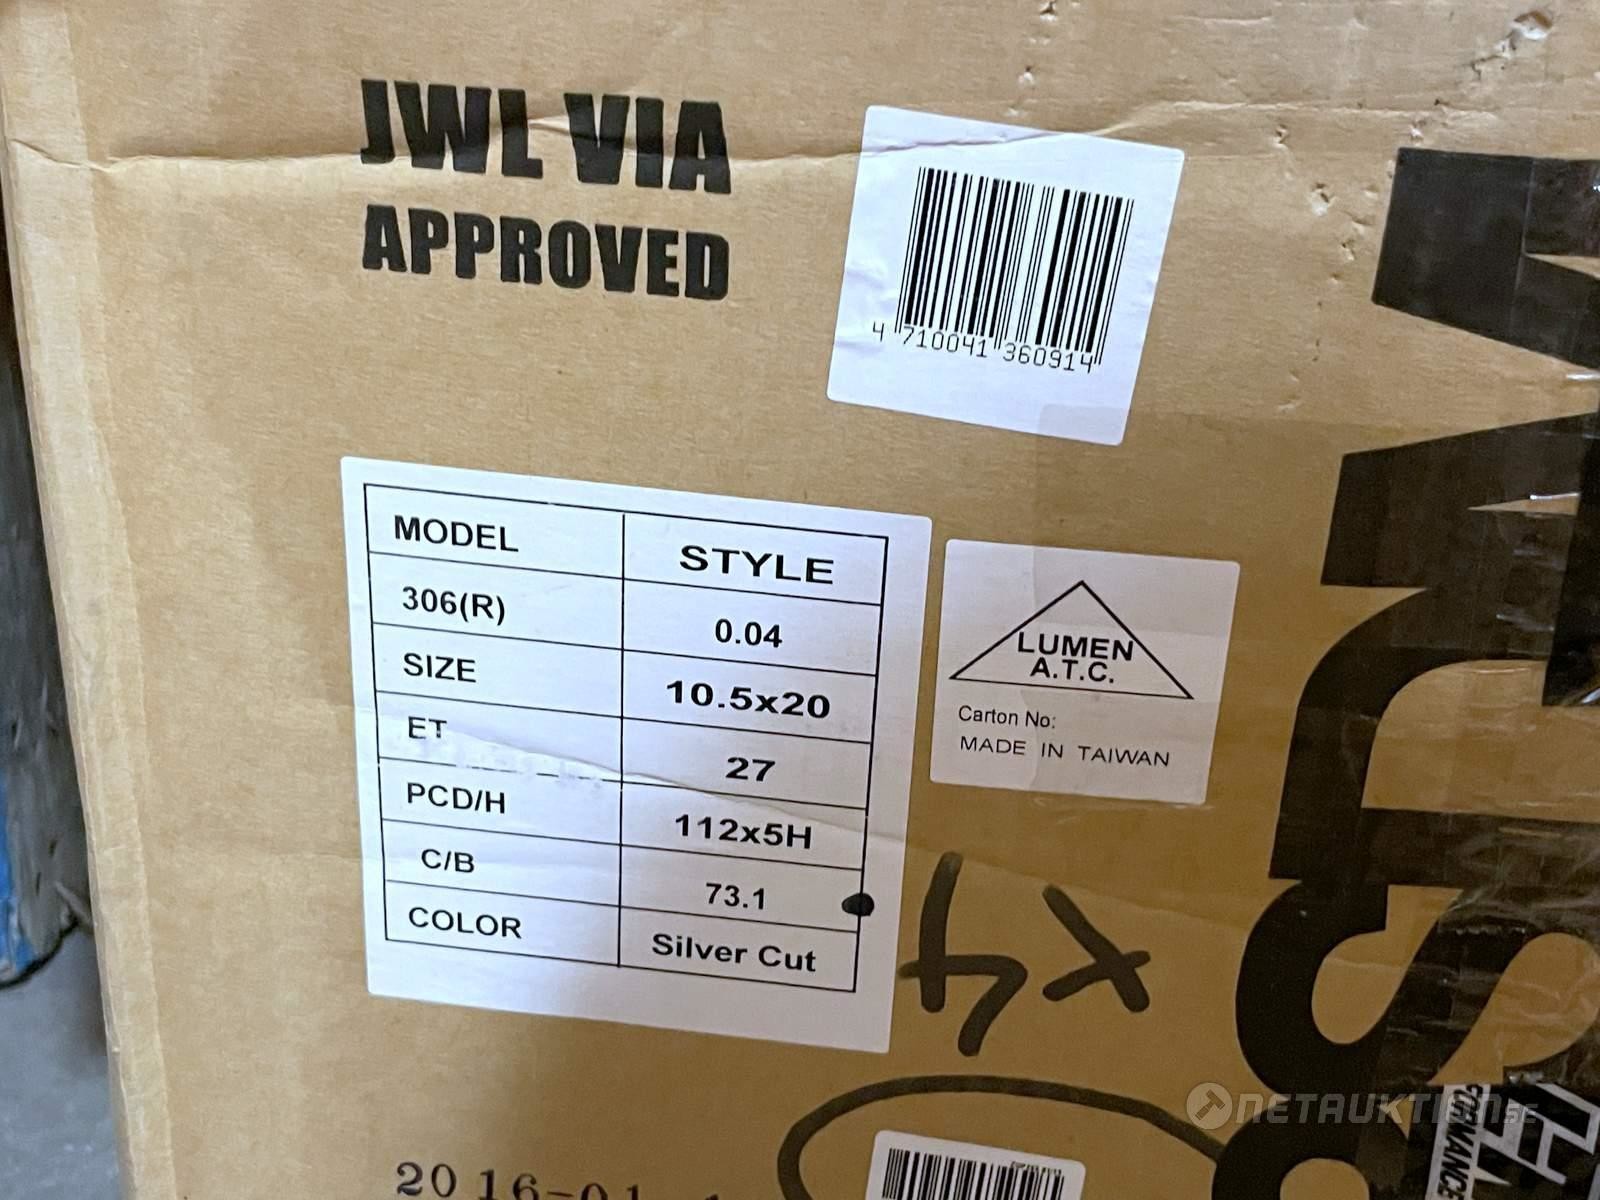 JWL VIA
APPROVED
4 710041 360914
MODEL STYLE
306(R) 0.04
SIZE 10.5x20
ET 27
PCD/H 112x5H
C/B 73.1
COLOR Silver Cut
LUMEN
A.T.C.
Carton No:
MADE IN TAIWAN
x4
2016-01
NETAUKTION.SE